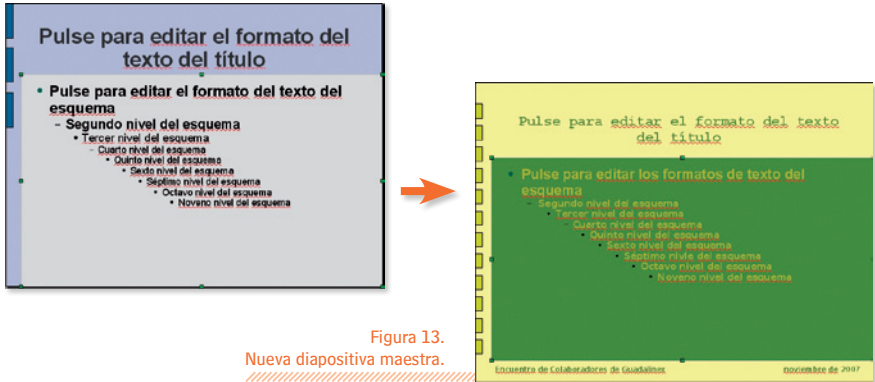 Pulse para editar el formato del
texto del título
Pulse para editar el formato del texto del
esquema
Segundo nivel del esquema
Tercer nivel del esquema
Cuarto nivel del esquema
Quinto nivel del esquema
Sexto nivel del esquema
Séptimo nivel del esquema
Octavo nivel del esquema
Noveno nivel del esquema
Pulse para editar el formato del texto
del título
Pulse para editar los formatos de texto del
esquema
Segundo nivel del esquema
Tercer nivel del esquema
Cuarto nivel del esquema
Quinto nivel del esquema
Sexto nivel del esquema
Séptimo nivle del esquema
Octavo nivel del esquema
Noveno nivel del esquema
Encuentro de Colaboradores de Guadalinex
noviembre de 2007
Figura 13.
Nueva diapositiva maestra.